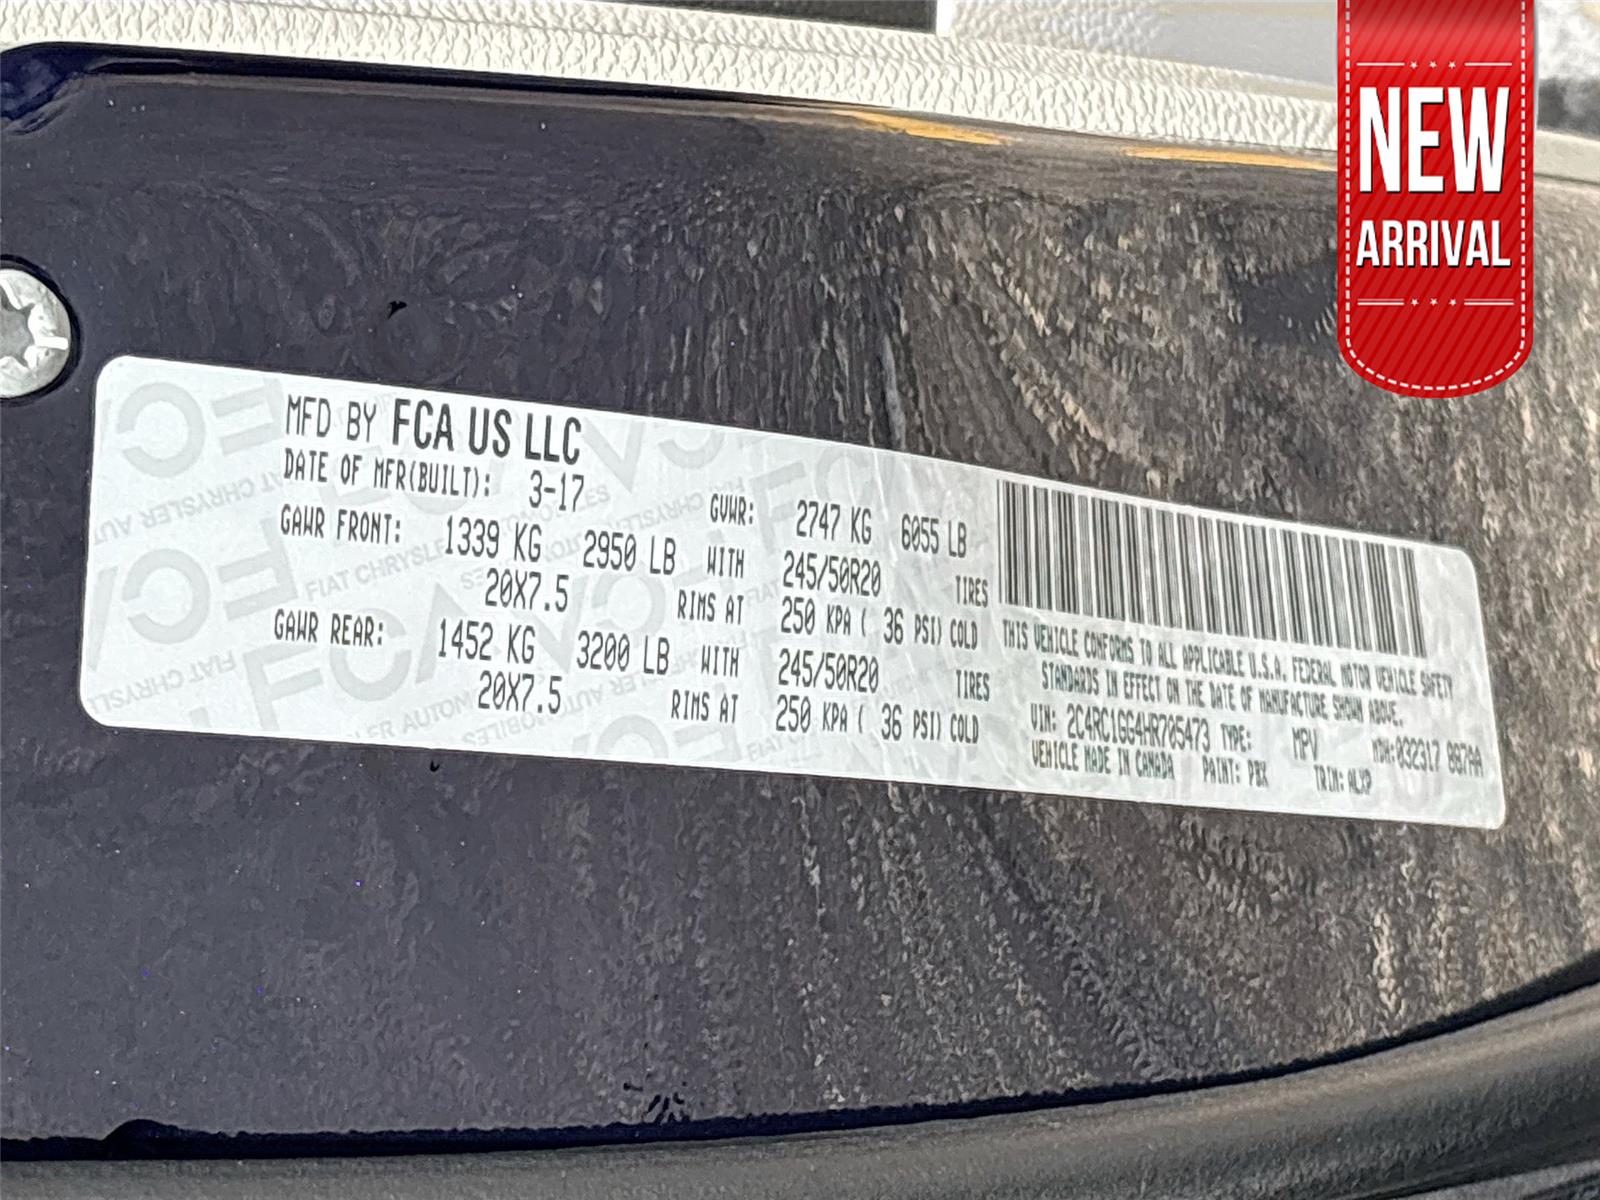 NEW
ARRIVAL
MFD BY FCA US LLC
DATE OF MFR(BUILT): 3-17
GVWR: 2747 KG 6055 LB
GAWR FRONT: 1339 KG 2950 LB WITH 245/50R20 TIRES
20X7.5 RIMS AT 250 KPA ( 36 PSI) COLD
GAWR REAR: 1452 KG 3200 LB WITH 245/50R20 TIRES
20X7.5 RIMS AT 250 KPA ( 36 PSI) COLD
THIS VEHICLE CONFORMS TO ALL APPLICABLE U.S.A. FEDERAL MOTOR VEHICLE SAFETY
STANDARDS IN EFFECT ON THE DATE OF MANUFACTURE SHOWN ABOVE.
VIN: 2C4RC1GG4HR705473 TYPE: MPV MDH:032317 887AA
VEHICLE MADE IN CANADA PAINT: PBX TRIM: ALXP